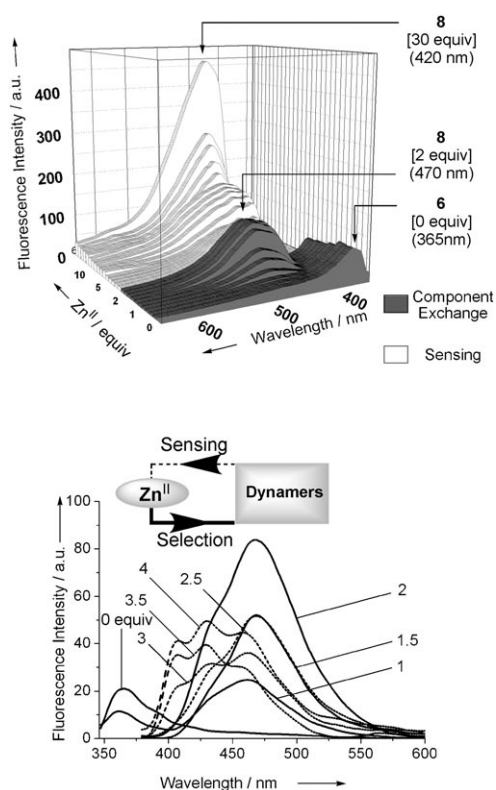 8
[30 equiv]
(420 nm)
8
[2 equiv]
(470 nm)
6
[0 equiv]
(365nm)
Component
Exchange
Sensing
Fluorescence Intensity / a.u.
400
300
200
100
0
10
5
2
1
0
Zn^II / equiv
600
500
400
Wavelength / nm
Sensing
Zn^II
Dynamers
Selection
Fluorescence Intensity / a.u.
100
80
60
40
20
0
0 equiv
3
3.5
4
2.5
2
1.5
1
350
400
450
500
550
600
Wavelength / nm